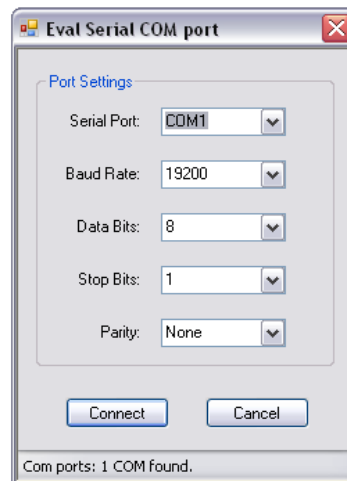 Eval Serial COM port
Port Settings
Serial Port: COM1
Baud Rate: 19200
Data Bits: 8
Stop Bits: 1
Parity: None
Connect Cancel
Com ports: 1 COM found.